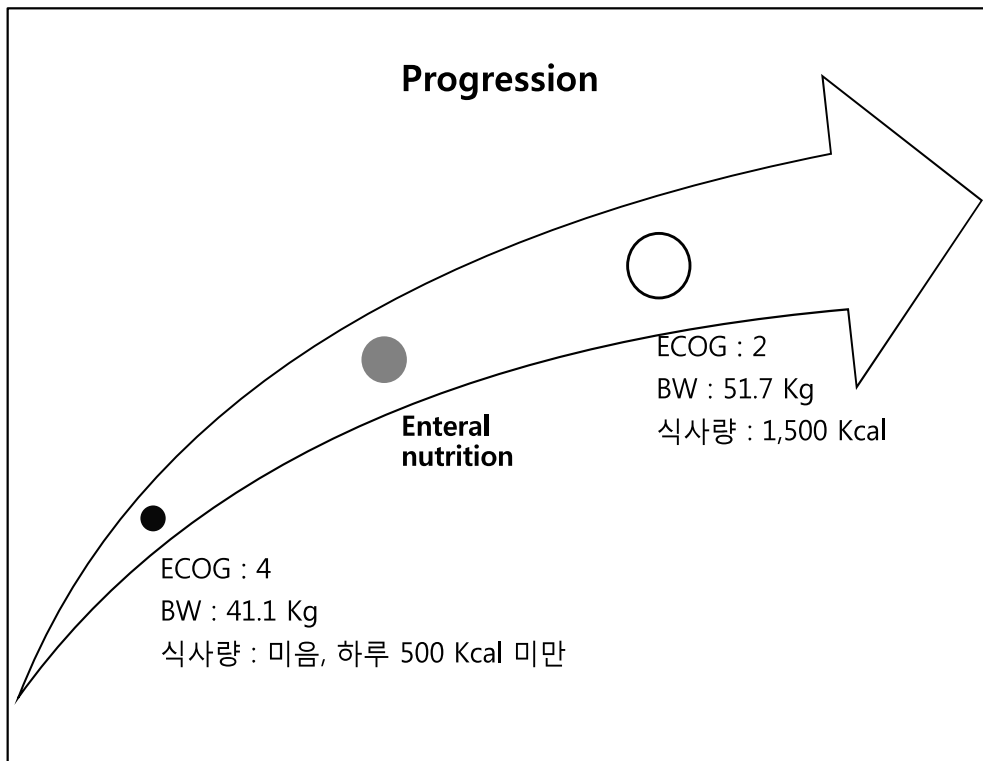 Progression
ECOG : 2
BW : 51.7 Kg
식사량 : 1,500 Kcal
Enteral
nutrition
ECOG : 4
BW : 41.1 Kg
식사량 : 미음, 하루 500 Kcal 미만